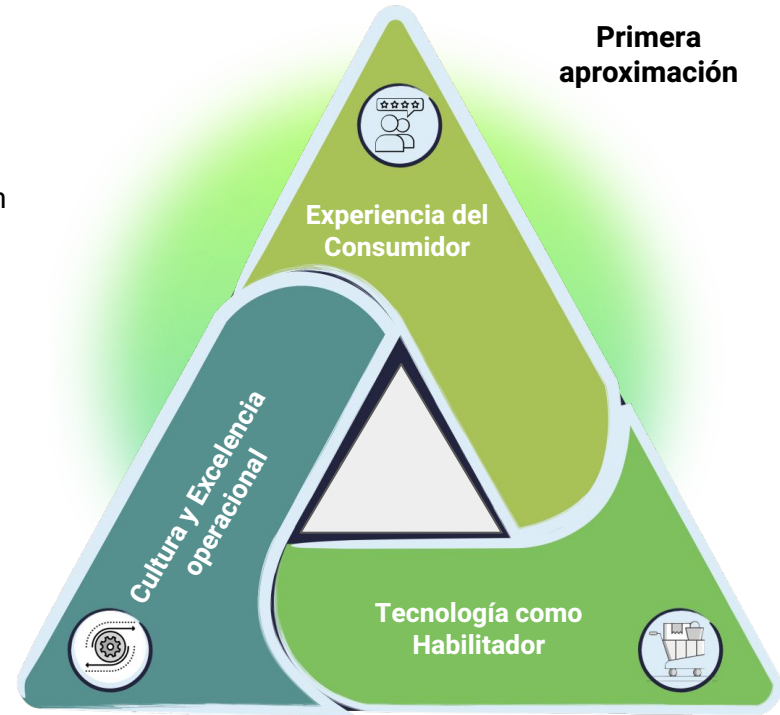 Primera
aproximación
Experiencia del
Consumidor
Cultura y Excelencia
operacional
Tecnología como
Habilitador